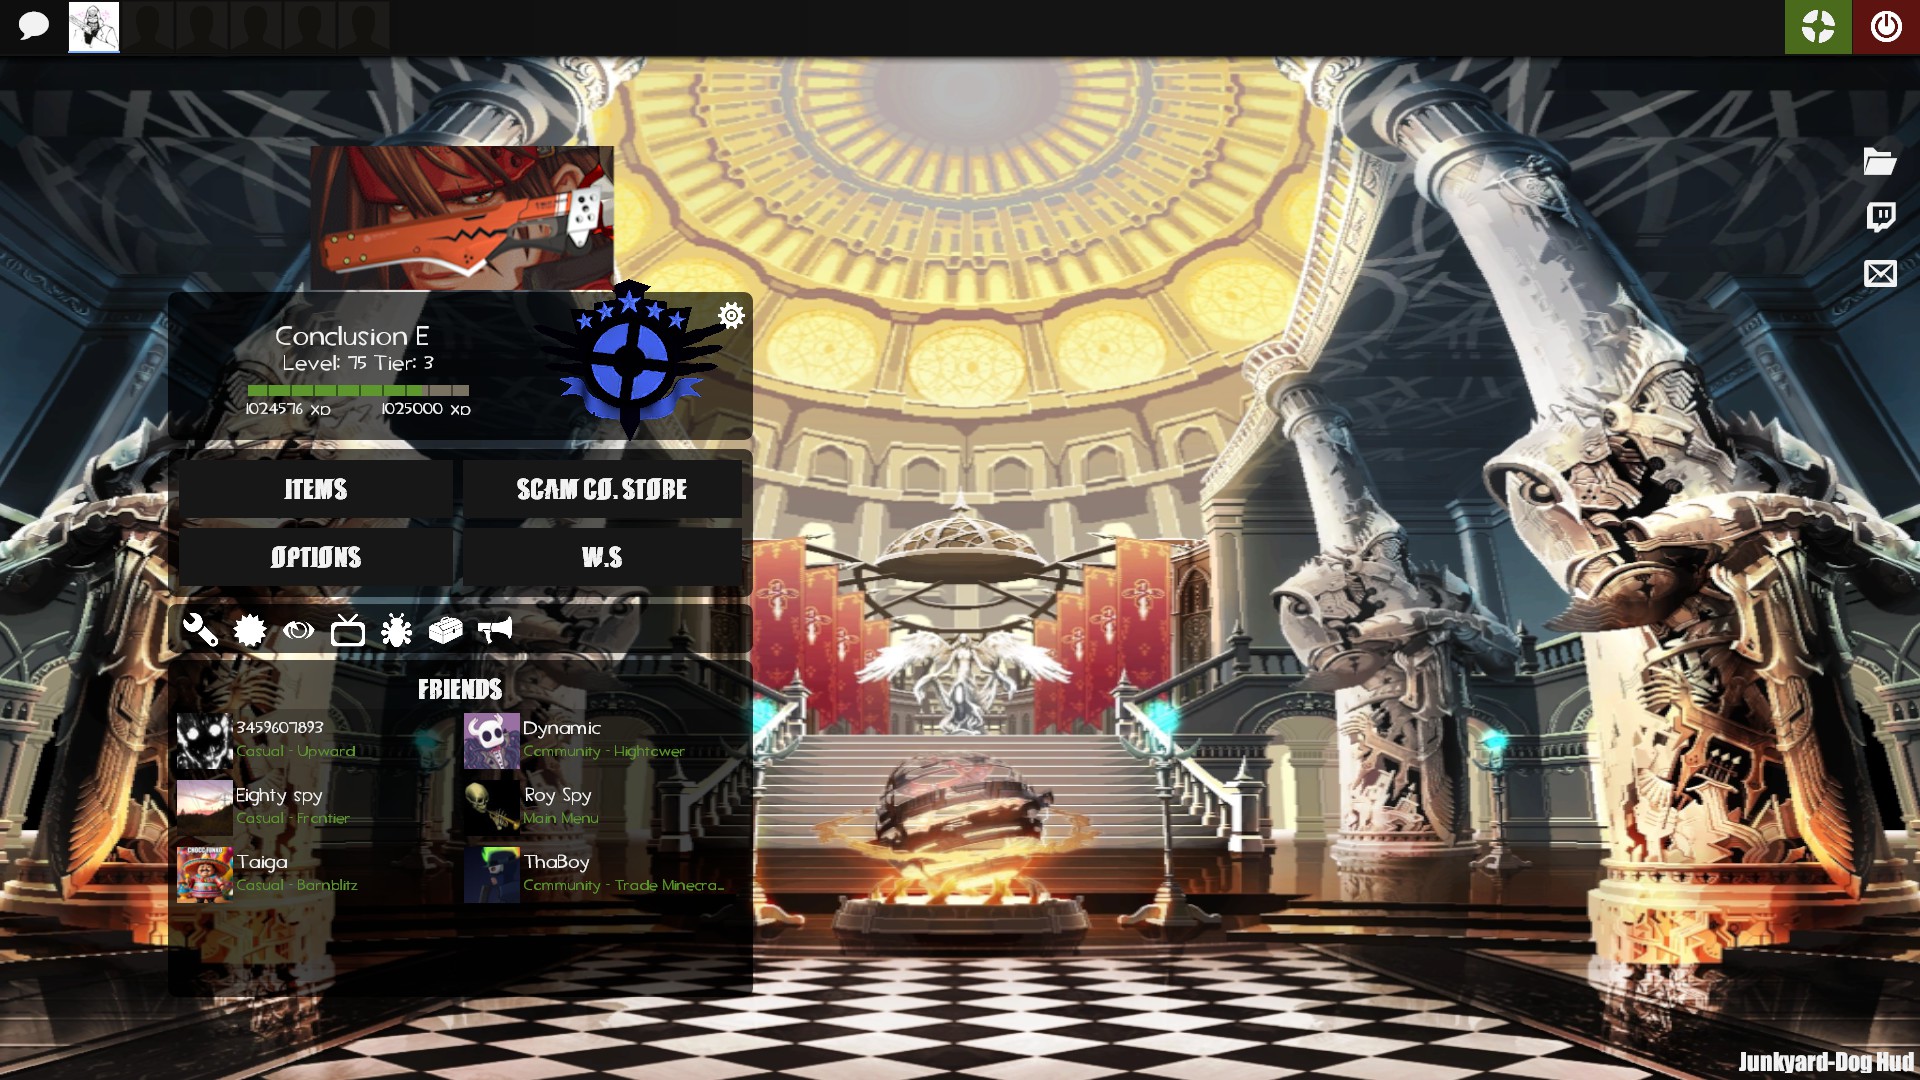 Conclusion E
Level: 75 Tier: 3
1024576 xp 1025000 xp
ITEMS
SCAM CO. STORE
OPTIONS
W.S
FRIENDS
3459607893
Casual - Upward
Dynamic
Community - Hightower
Eighty spy
Casual - Frontier
Roy Spy
Main Menu
Taiga
Casual - Barnblitz
ThaBoy
Community - Trade Minecra...
Junkyard-Dog Hud